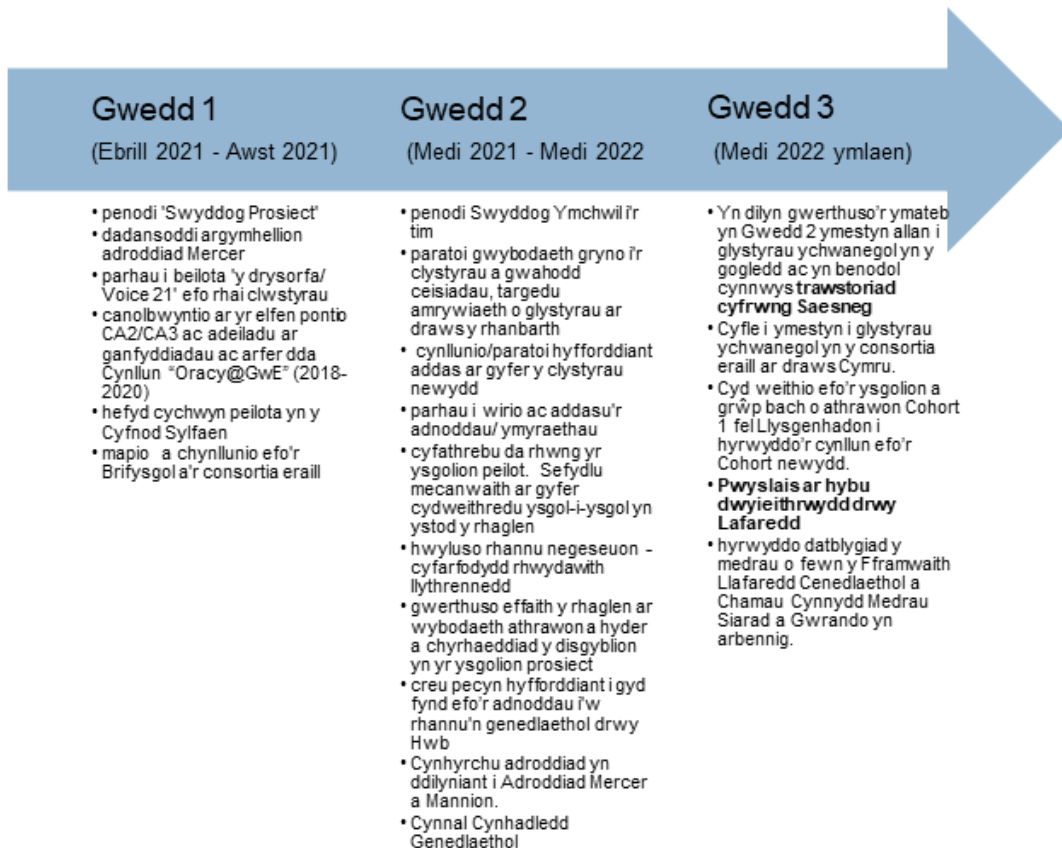 Gwedd 1
(Ebrill 2021 - Awst 2021)
• penodi 'Swyddog Prosiect'
• dadansoddi argymhellion
adroddiad Mercer
• parhau i beilota 'y drysorfa/
Voice 21' efo rhai clwstyrau
• canolbwyntio ar yr elfen pontio
CA2/CA3 ac adeiladu ar
ganfyddiadau ac arfer dda
Cynllun "Oracy@GwE" (2018-
2020)
• hefyd cychwyn peilota yn y
Cyfnod Sylfaen
• mapio a chynllunio efo'r
Brifysgol a'r consortia eraill
Gwedd 2
(Medi 2021 - Medi 2022
• penodi Swyddog Ymchwil i'r
tim
• paratoi gwybodaeth gryno i'r
clystyrau a gwahodd
ceisiadau, targedu
amrywiaeth o glystyrau ar
draws y rhanbarth
• cynllunio/paratoi hyfforddiant
addas ar gyfer y clystyrau
newydd
• parhau i wirio ac addasu'r
adnoddau/ ymyraethau
• cyfathrebu da rhwng yr
ysgolion peilot. Sefydlu
mecanwaith ar gyfer
cydweithredu ysgol-i-ysgol yn
ystod y rhaglen
• hwyluso rhannu negeseuon -
cyfarfodydd rhwydawith
llythrennedd
• gwerthuso effaith y rhaglen ar
wybodaeth athrawon a hyder
a chyrhaeddiad y disgyblion
yn yr ysgolion prosiect
• creu pecyn hyfforddiant i gyd
fynd efo'r adnoddau i'w
rhannu'n genedlaethol drwy
Hwb
• Cynhyrchu adroddiad yn
ddilyniant i Adroddiad Mercer
a Mannion.
• Cynnal Cynhadledd
Genedlaethol
Gwedd 3
(Medi 2022 ymlaen)
• Yn dilyn gwerthuso'r ymateb
yn Gwedd 2 ymestyn allan i
glystyrau ychwanegol yn y
gogledd ac yn benodol
cynnwys trawstoriad
cyfrwng Saesneg
• Cyfle i ymestyn i glystyrau
ychwanegol yn y consortia
eraill ar draws Cymru.
• Cyd weithio efo'r ysgolion a
grŵp bach o athrawon Cohort
1 fel Llysgenhadon i
hyrwyddo'r cynllun efo'r
Cohort newydd.
• Pwyslais ar hybu
dwyieithrwydd drwy
Lafaredd
• hyrwyddo datblygiad y
medrau o fewn y Fframwaith
Llafaredd Cenedlaethol a
Chamau Cynnydd Medrau
Siarad a Gwrando yn
arbennig.